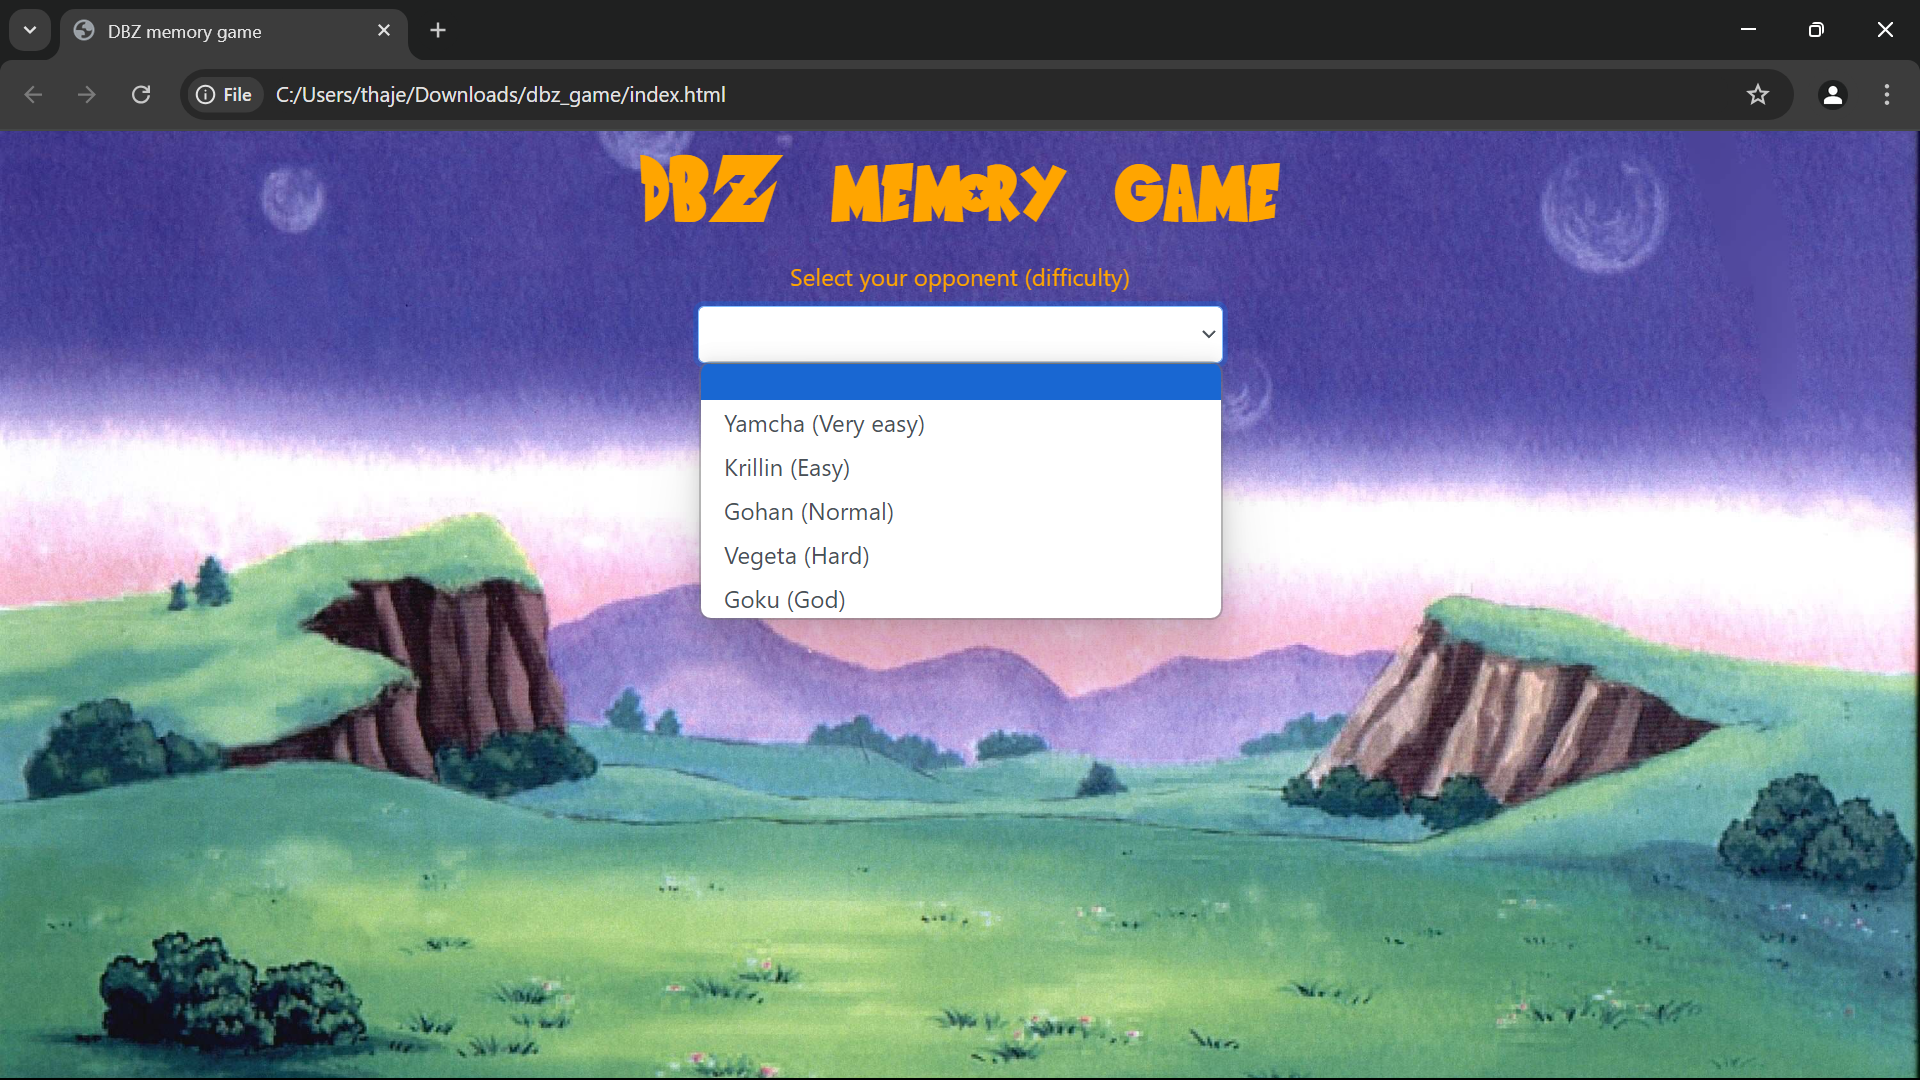 DBZ memory game
File C:/Users/thaje/Downloads/dbz_game/index.html
DBZ MEMORY GAME
Select your opponent (difficulty)
Yamcha (Very easy)
Krillin (Easy)
Gohan (Normal)
Vegeta (Hard)
Goku (God)